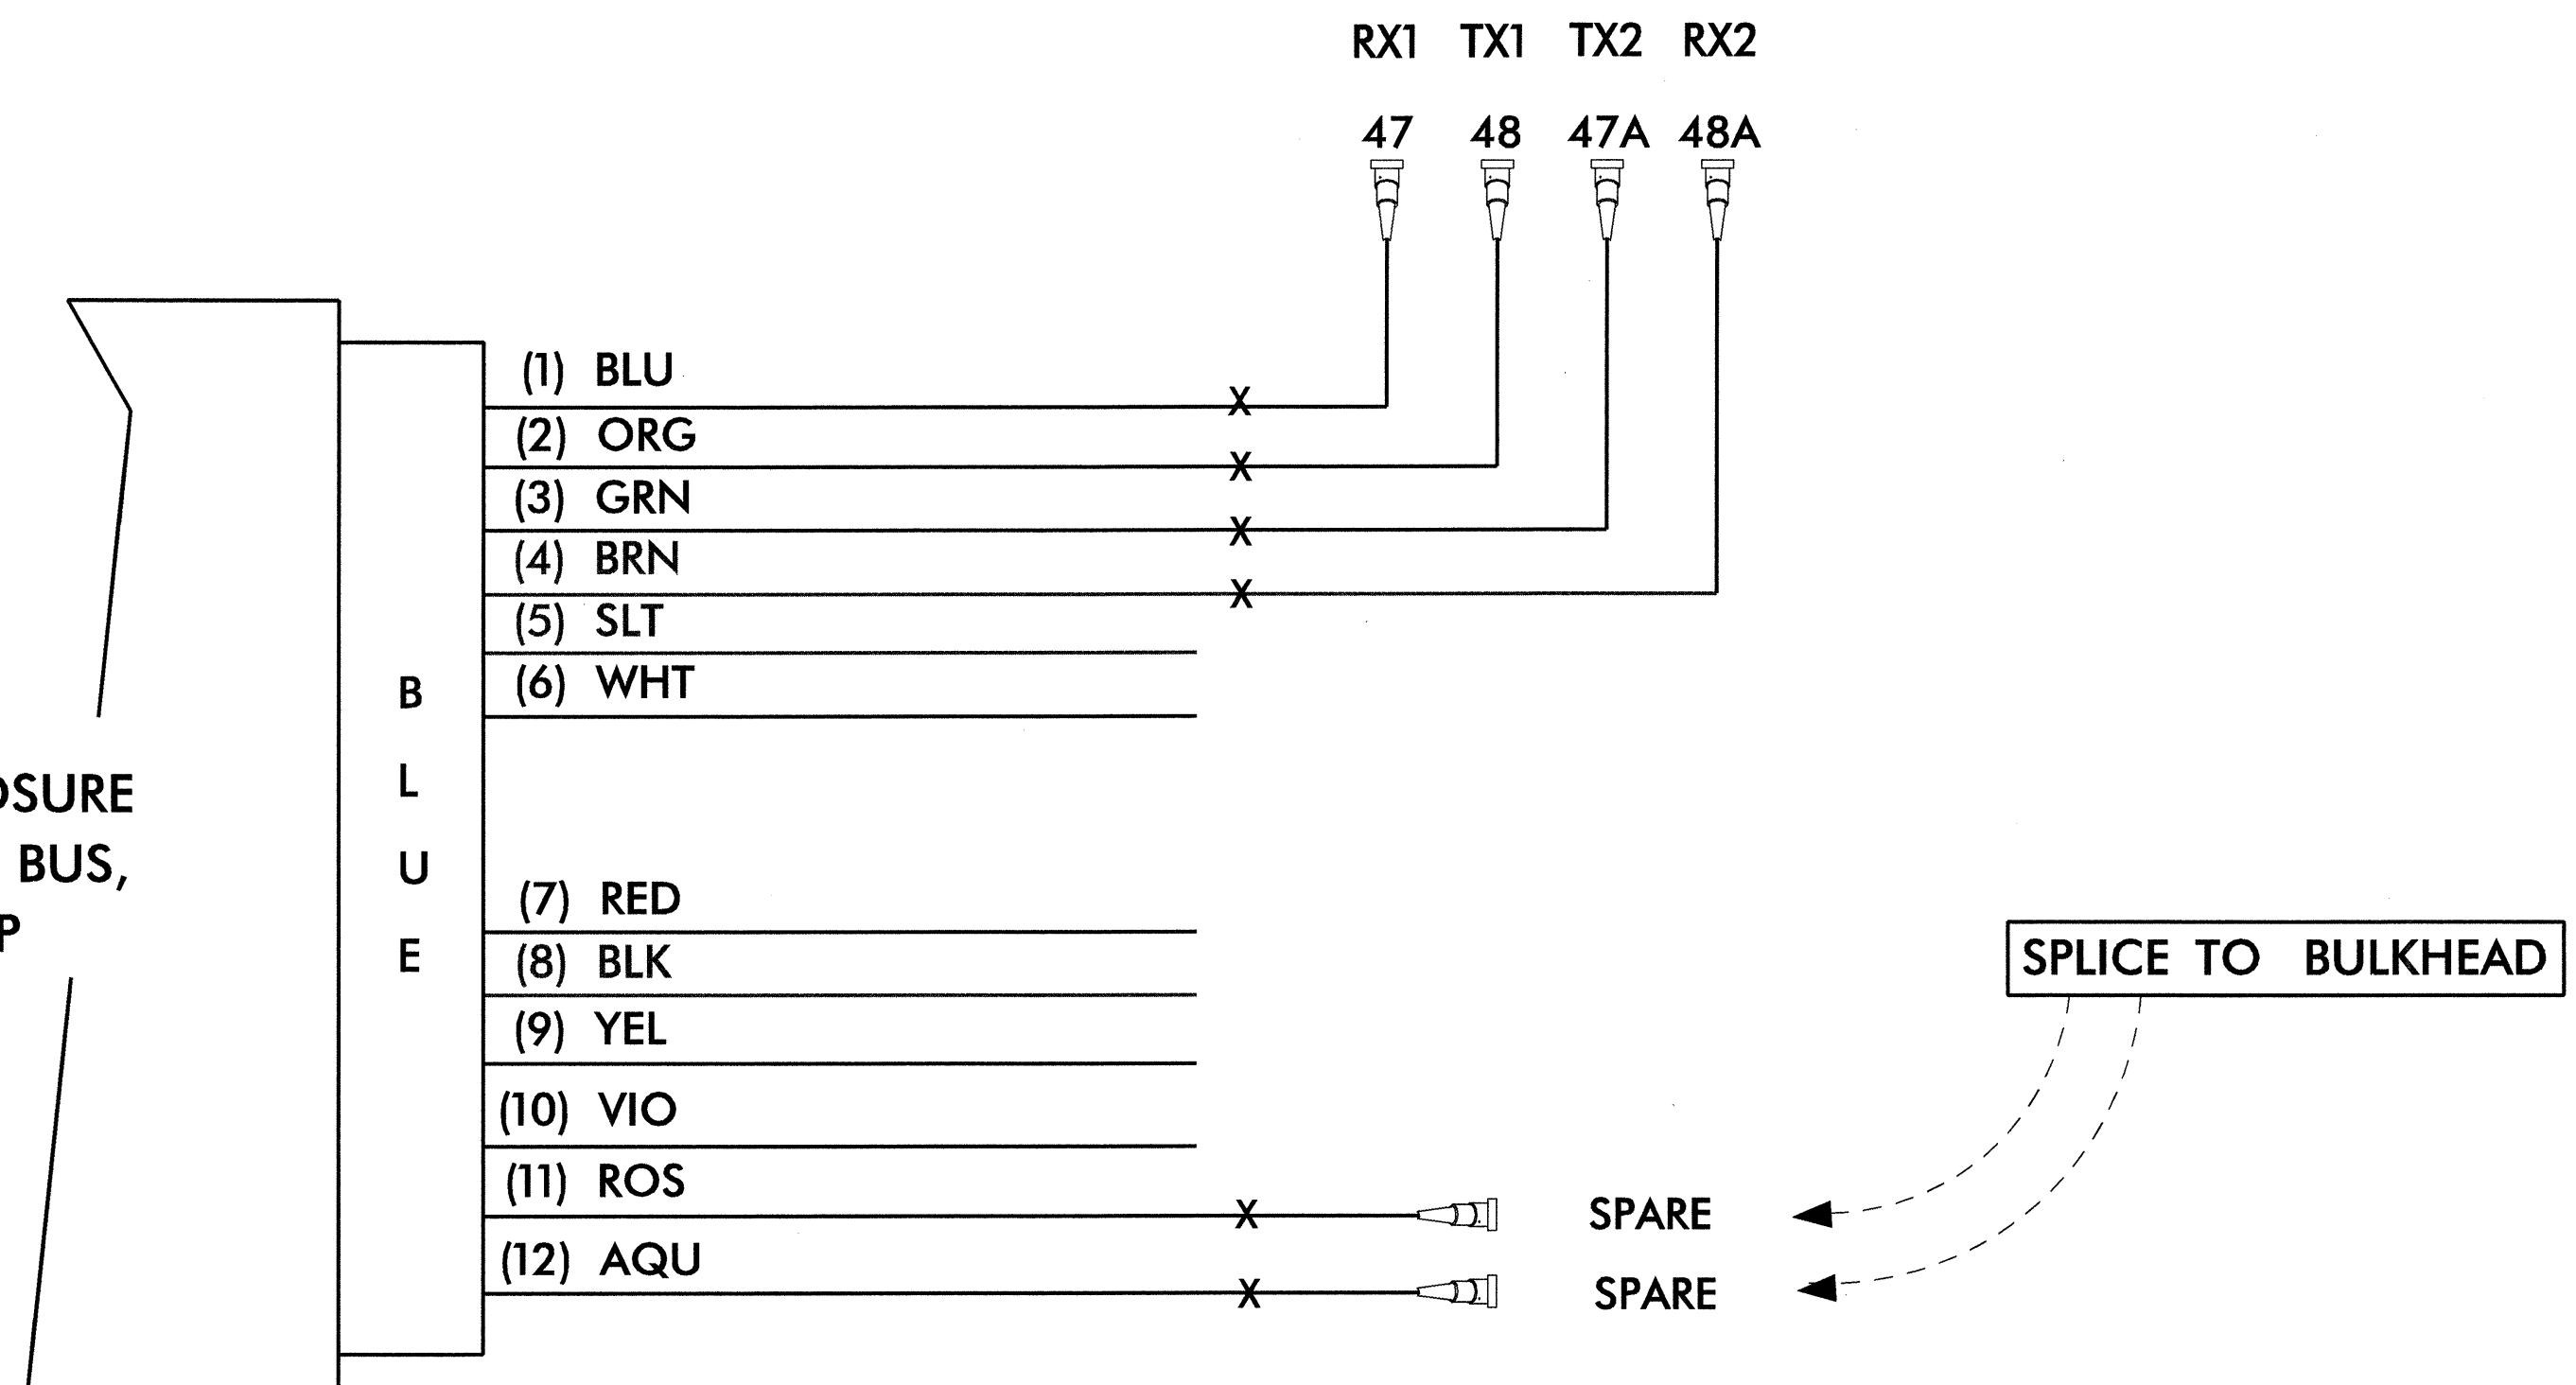 RX1 TX1 TX2 RX2
47 48 47A 48A
(1) BLU
(2) ORG
(3) GRN
(4) BRN
(5) SLT
(6) WHT
BLUE
OSURE
BUS,
P
(7) RED
(8) BLK
(9) YEL
(10) VIO
(11) ROS
(12) AQU
SPLICE TO BULKHEAD
SPARE
SPARE
X
X
X
X
X
X